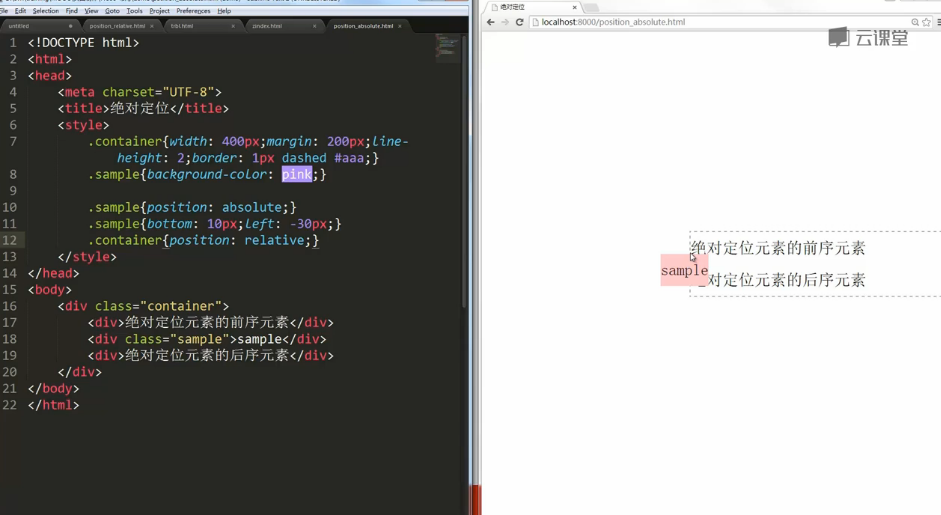 File Edit Selection Find View Goto Tools Project Preferences Help
untitled position_relative.html position_absolute.html
1 <!DOCTYPE html>
2 <html>
3 <head>
4 <meta charset="UTF-8">
5 <title>绝对定位</title>
6 <style>
7 .container{width: 400px;margin: 200px;line-
height: 2;border: 1px dashed #aaa;}
8 .sample{background-color: pink;}
9
10 .sample{position: absolute;}
11 .sample{bottom: 10px;left: -30px;}
12 .container{position: relative;}
13 </style>
14 </head>
15 <body>
16 <div class="container">
17 <div>绝对定位元素的前序元素</div>
18 <div class="sample">sample</div>
19 <div>绝对定位元素的后序元素</div>
20 </div>
21 </body>
22 </html>
绝对定位
localhost:8000/position_absolute.html
云课堂
绝对定位元素的前序元素
sample
对定位元素的后序元素